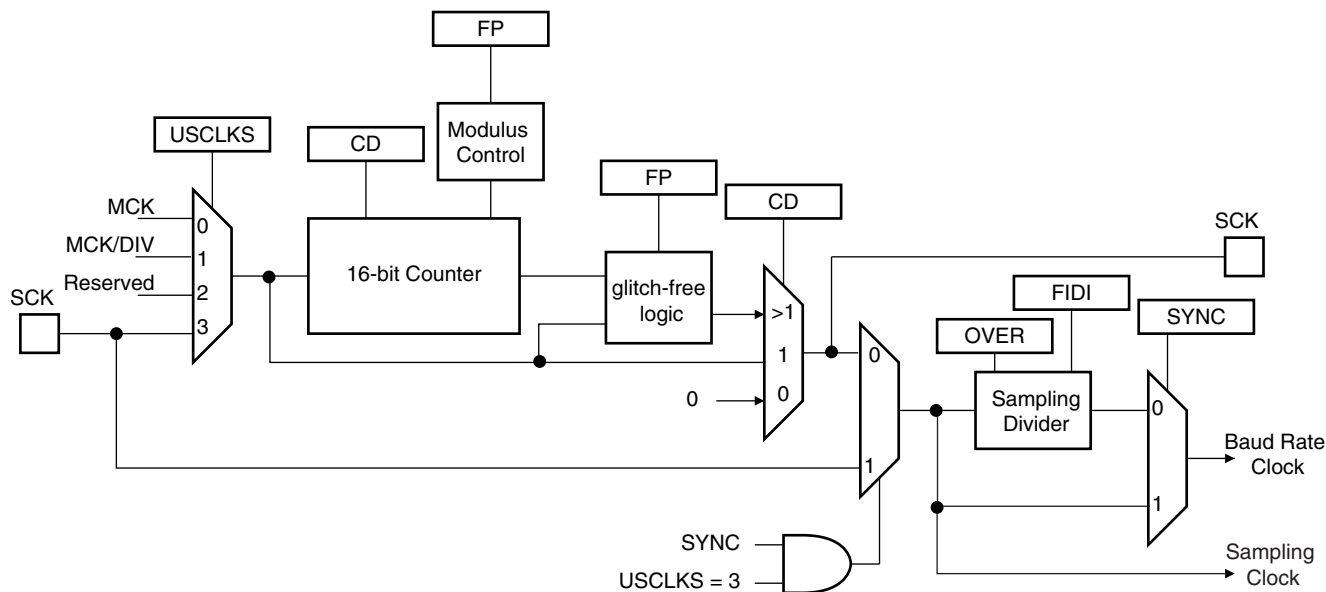 FP
USCLKS
CD
Modulus
Control
FP
CD
MCK
0
MCK/DIV
1
Reserved
2
SCK
3
16-bit Counter
glitch-free
logic
>1
1
0
0
SCK
FIDI
OVER
SYNC
0
1
Sampling
Divider
0
1
Baud Rate
Clock
SYNC
USCLKS = 3
Sampling
Clock